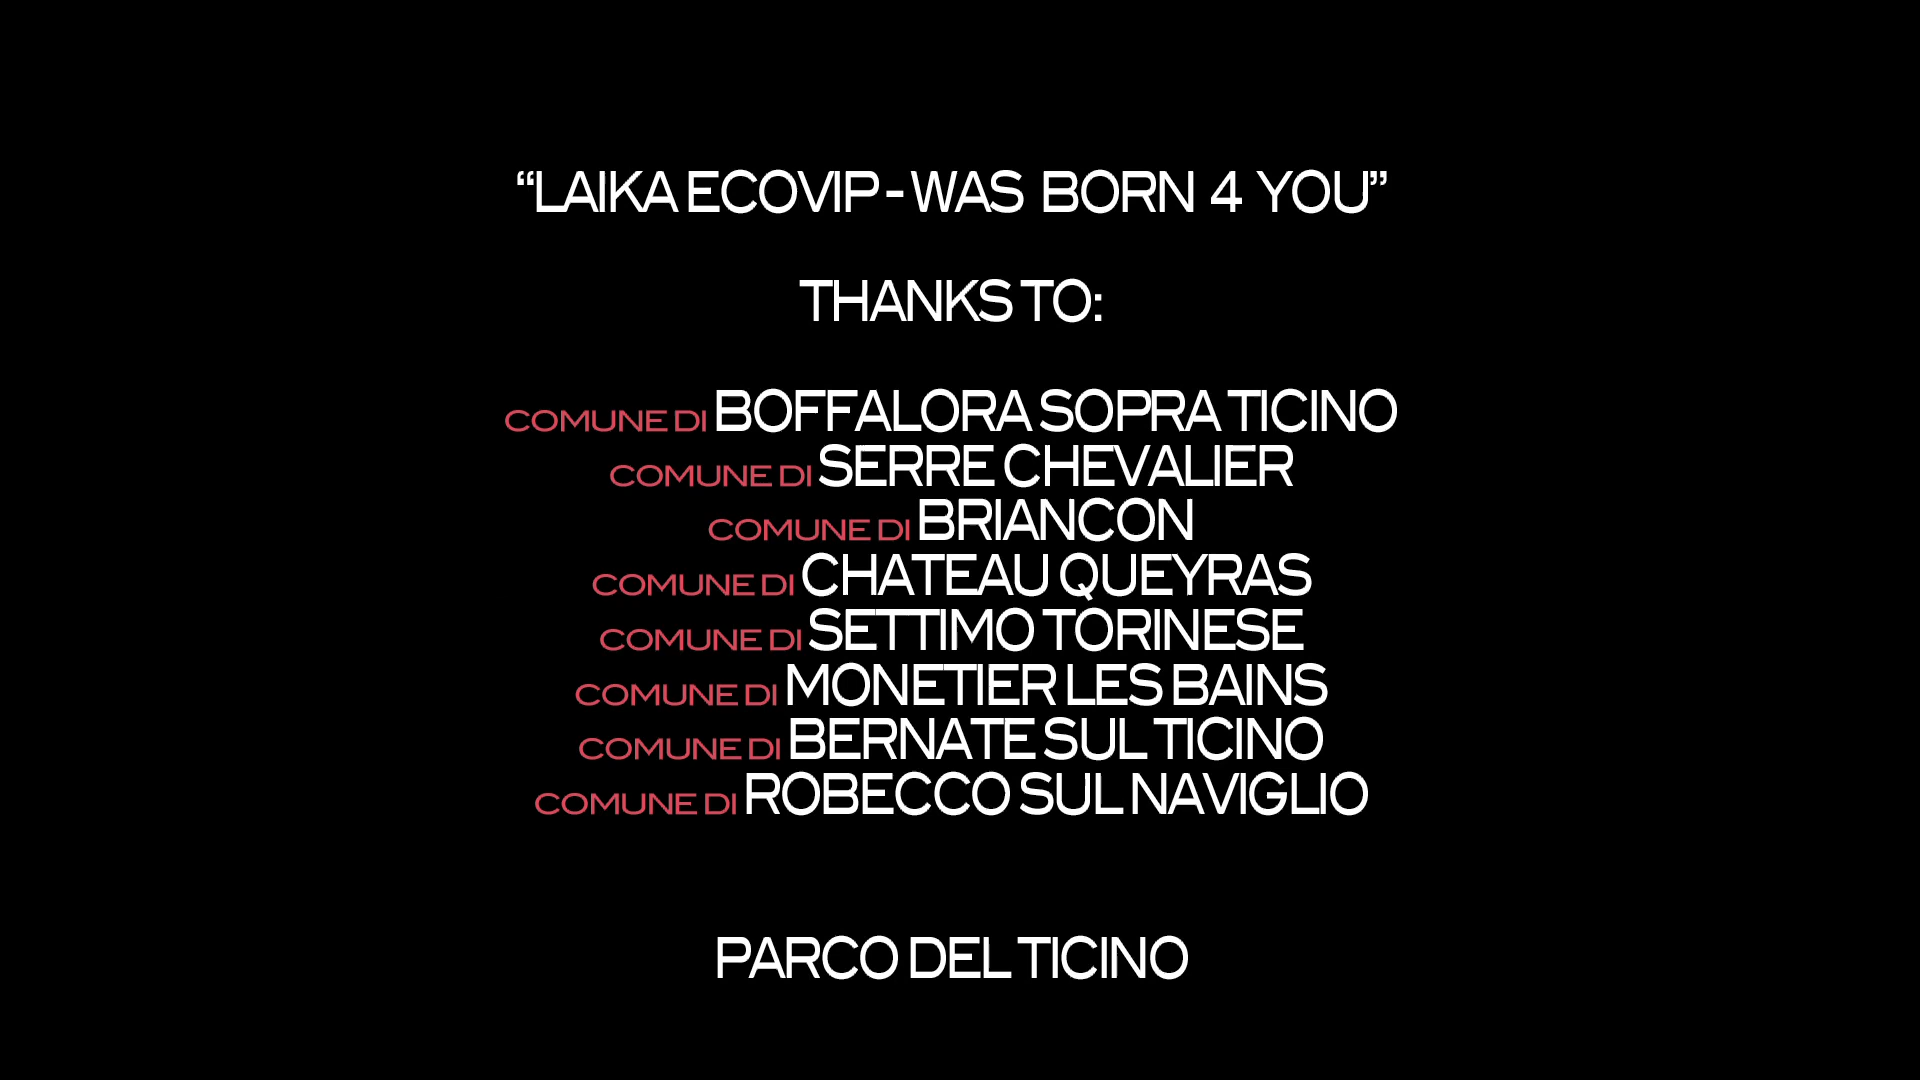 “LAIKA ECOVIP - WAS BORN 4 YOU”
THANKS TO:
COMUNE DI BOFFALORA SOPRA TICINO
COMUNE DI SERRE CHEVALIER
COMUNE DI BRIANCON
COMUNE DI CHATEAU QUEYRAS
COMUNE DI SETTIMO TORINESE
COMUNE DI MONETIER LES BAINS
COMUNE DI BERNATE SUL TICINO
COMUNE DI ROBECCO SUL NAVIGLIO
PARCO DEL TICINO